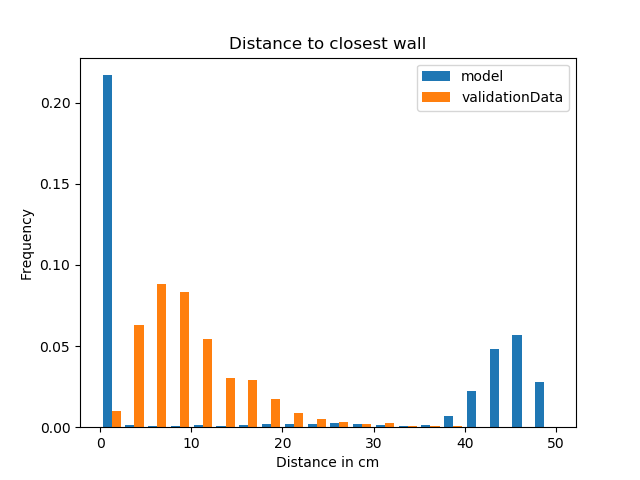 Distance to closest wall
model
validationData
Frequency
0.20
0.15
0.10
0.05
0.00
0 10 20 30 40 50
Distance in cm